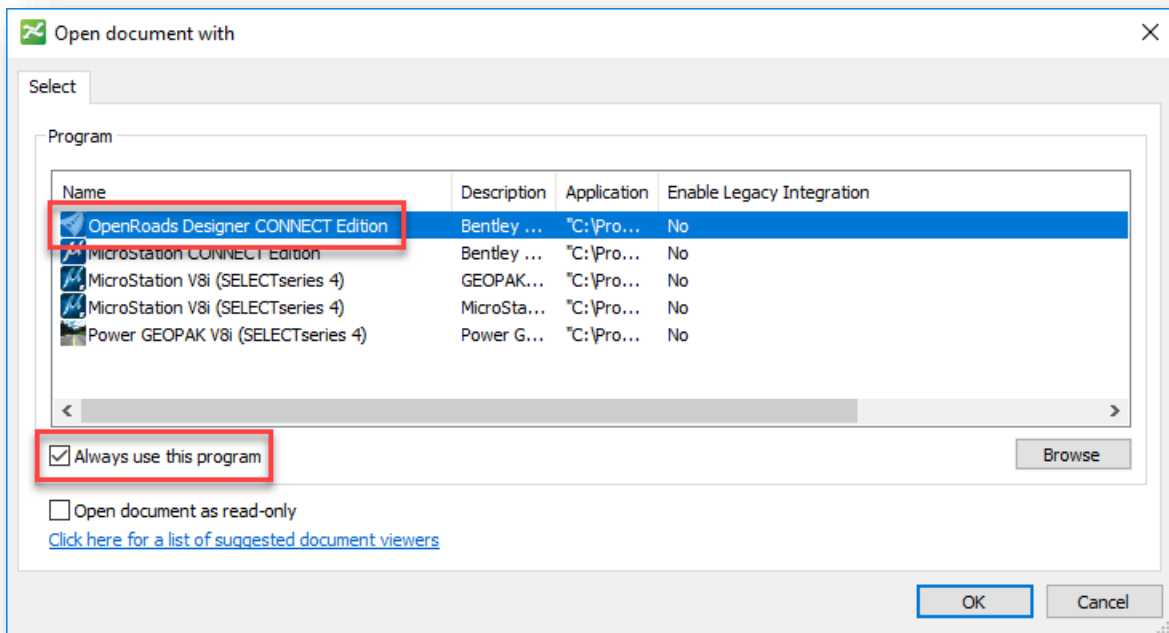 Open document with
Select
Program
Name Description Application Enable Legacy Integration
OpenRoads Designer CONNECT Edition Bentley ... "C:\Pro... No
MicroStation CONNECT Edition Bentley ... "C:\Pro... No
MicroStation V8i (SELECTseries 4) GEOPAK... "C:\Pro... No
MicroStation V8i (SELECTseries 4) MicroSta... "C:\Pro... No
Power GEOPAK V8i (SELECTseries 4) Power G... "C:\Pro... No
Always use this program Browse
Open document as read-only
Click here for a list of suggested document viewers
OK Cancel